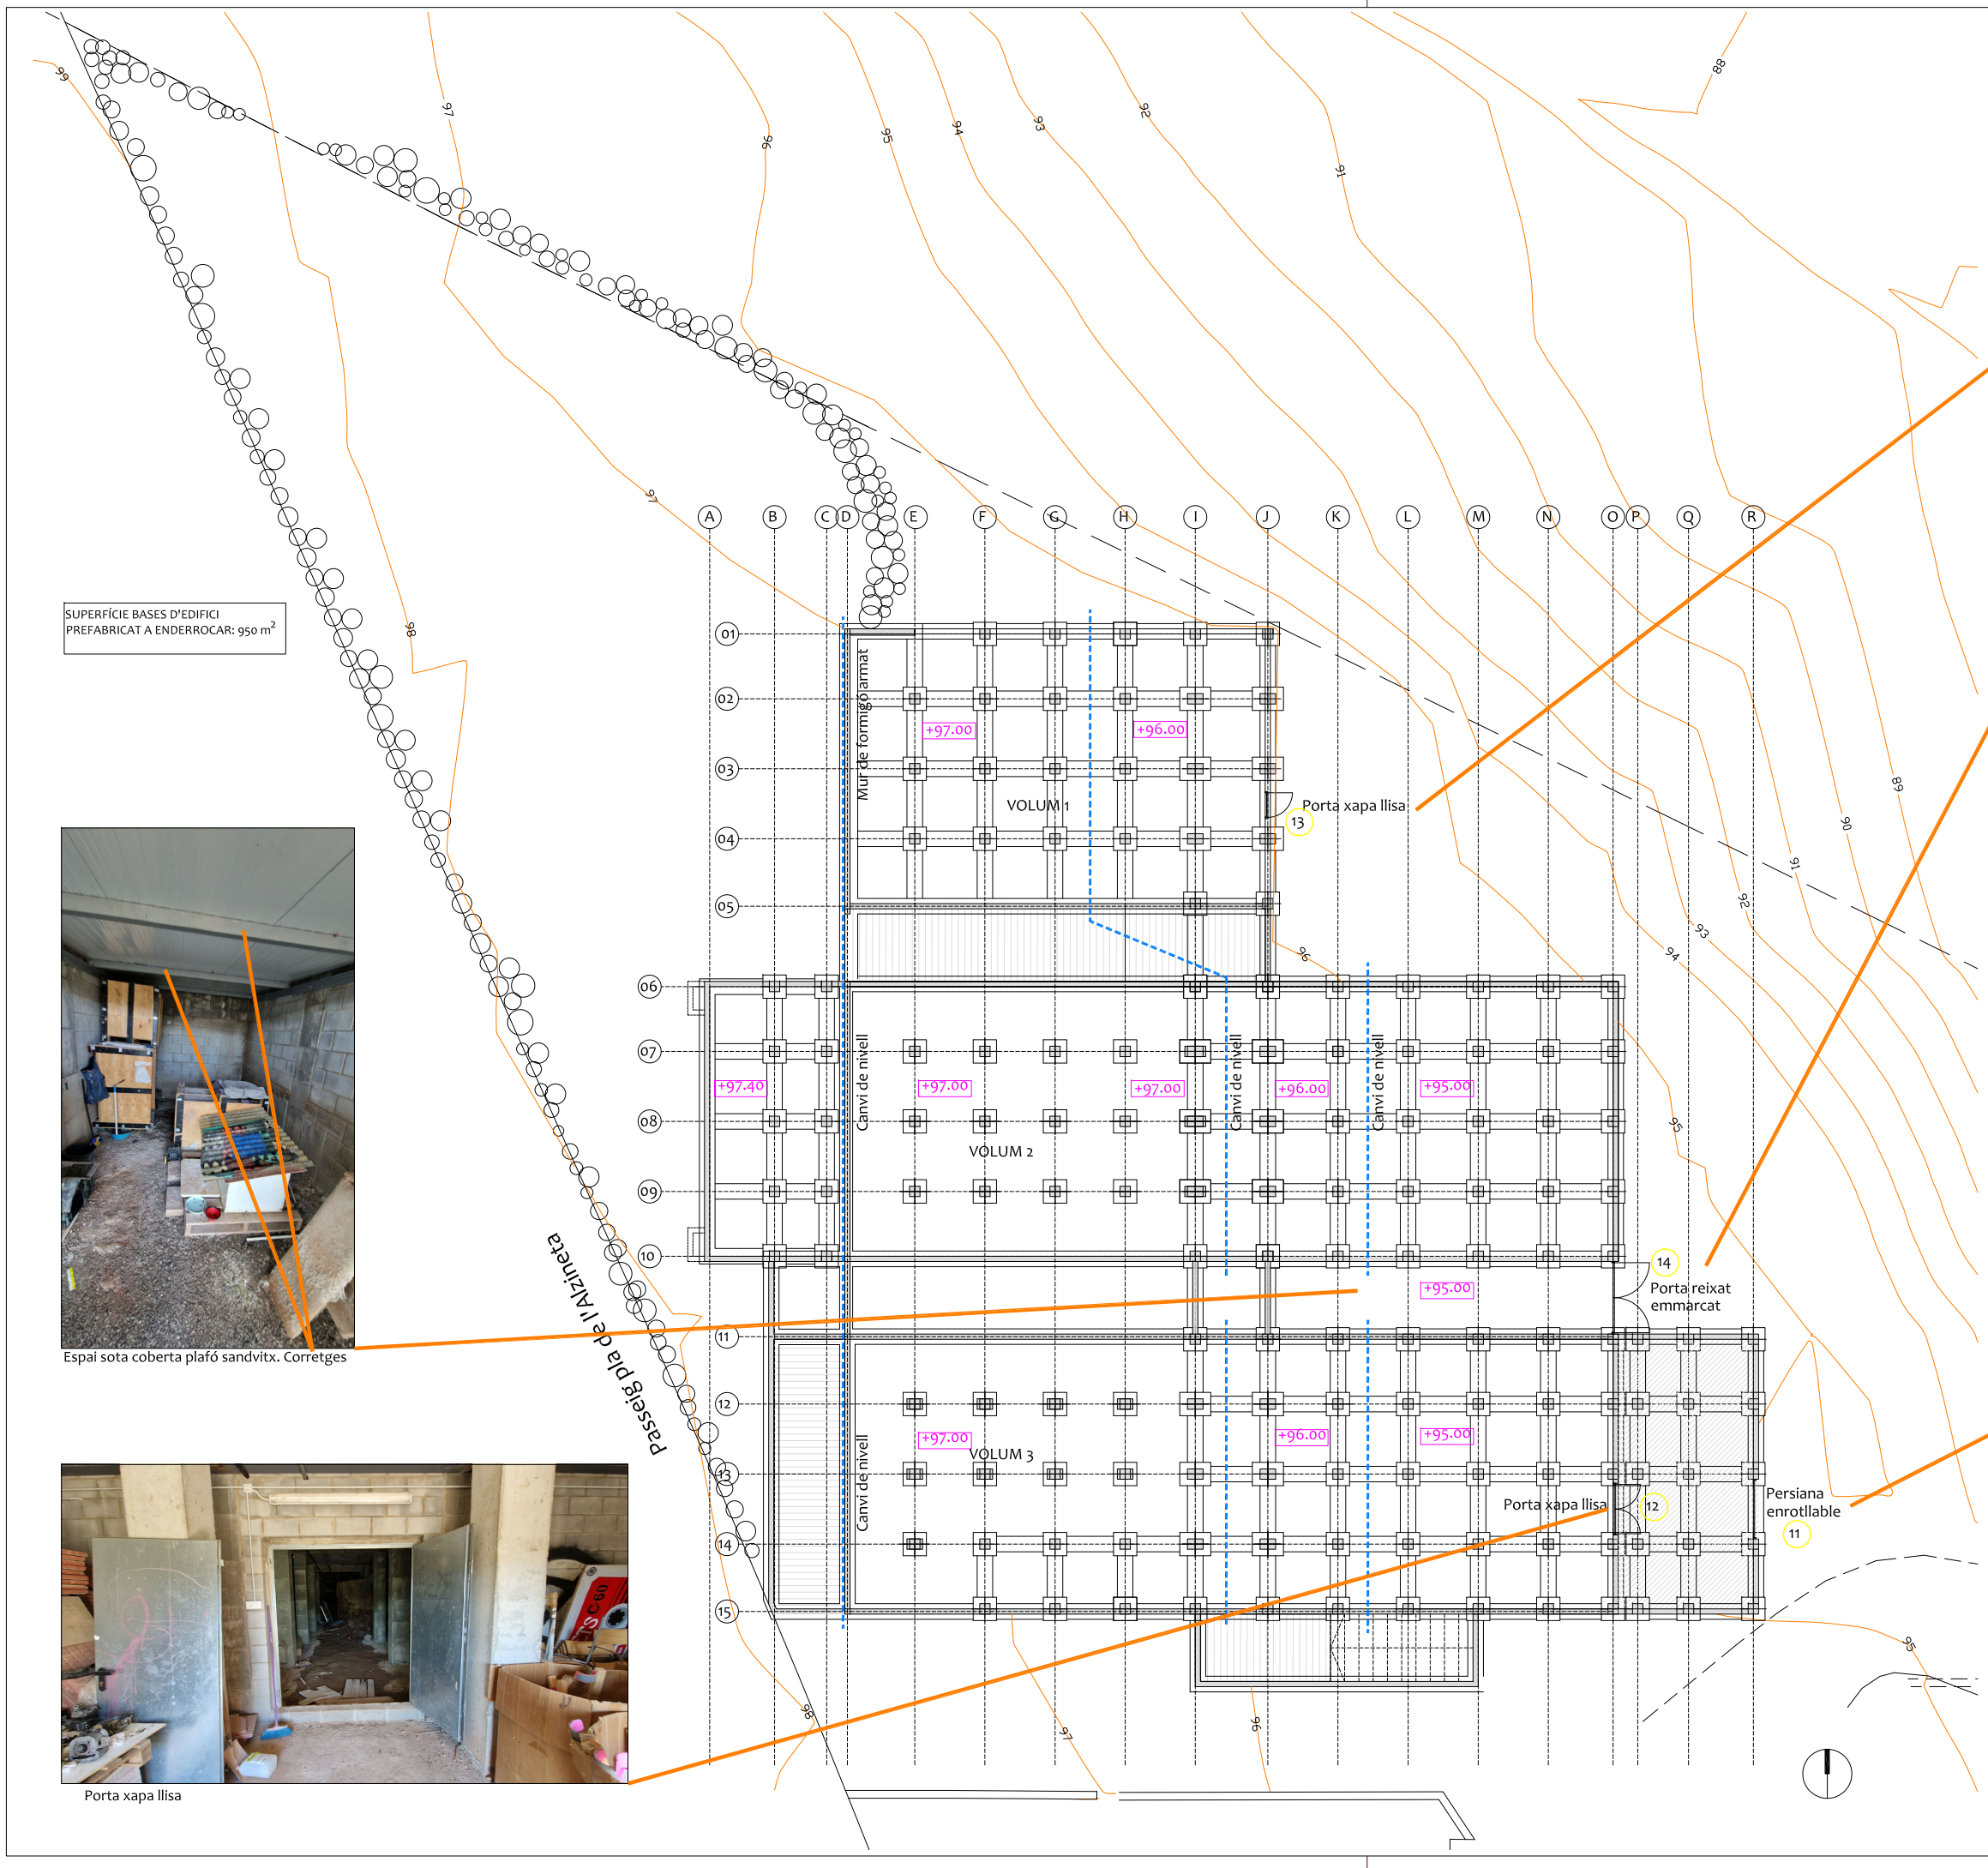 99
97
96
95
94
93
92
91
88
97
98
A
B
C
D
E
F
G
H
I
J
K
L
M
N
O
P
Q
R
SUPERFÍCIE BASES D'EDIFICI
PREFABRICAT A ENDERROCAR: 950 m²
01
02
03
04
05
06
07
08
09
10
11
12
13
14
15
Mur de formigó armat
+97.00
+96.00
VOLUM 1
Porta xapa llisa
13
89
90
91
92
93
94
96
95
Canvi de nivell
Canvi de nivell
Canvi de nivell
+97.40
+97.00
+97.00
+96.00
+95.00
VOLUM 2
14
Porta reixat
emmarcat
+95.00
Passeig pla de l'Alzineta
Espai sota coberta plafó sandvitx. Corretges
Canvi de nivell
+97.00
VOLUM 3
+96.00
+95.00
Porta xapa llisa
12
Persiana
enrotllable
11
TS C-60
98
97
96
95
Porta xapa llisa